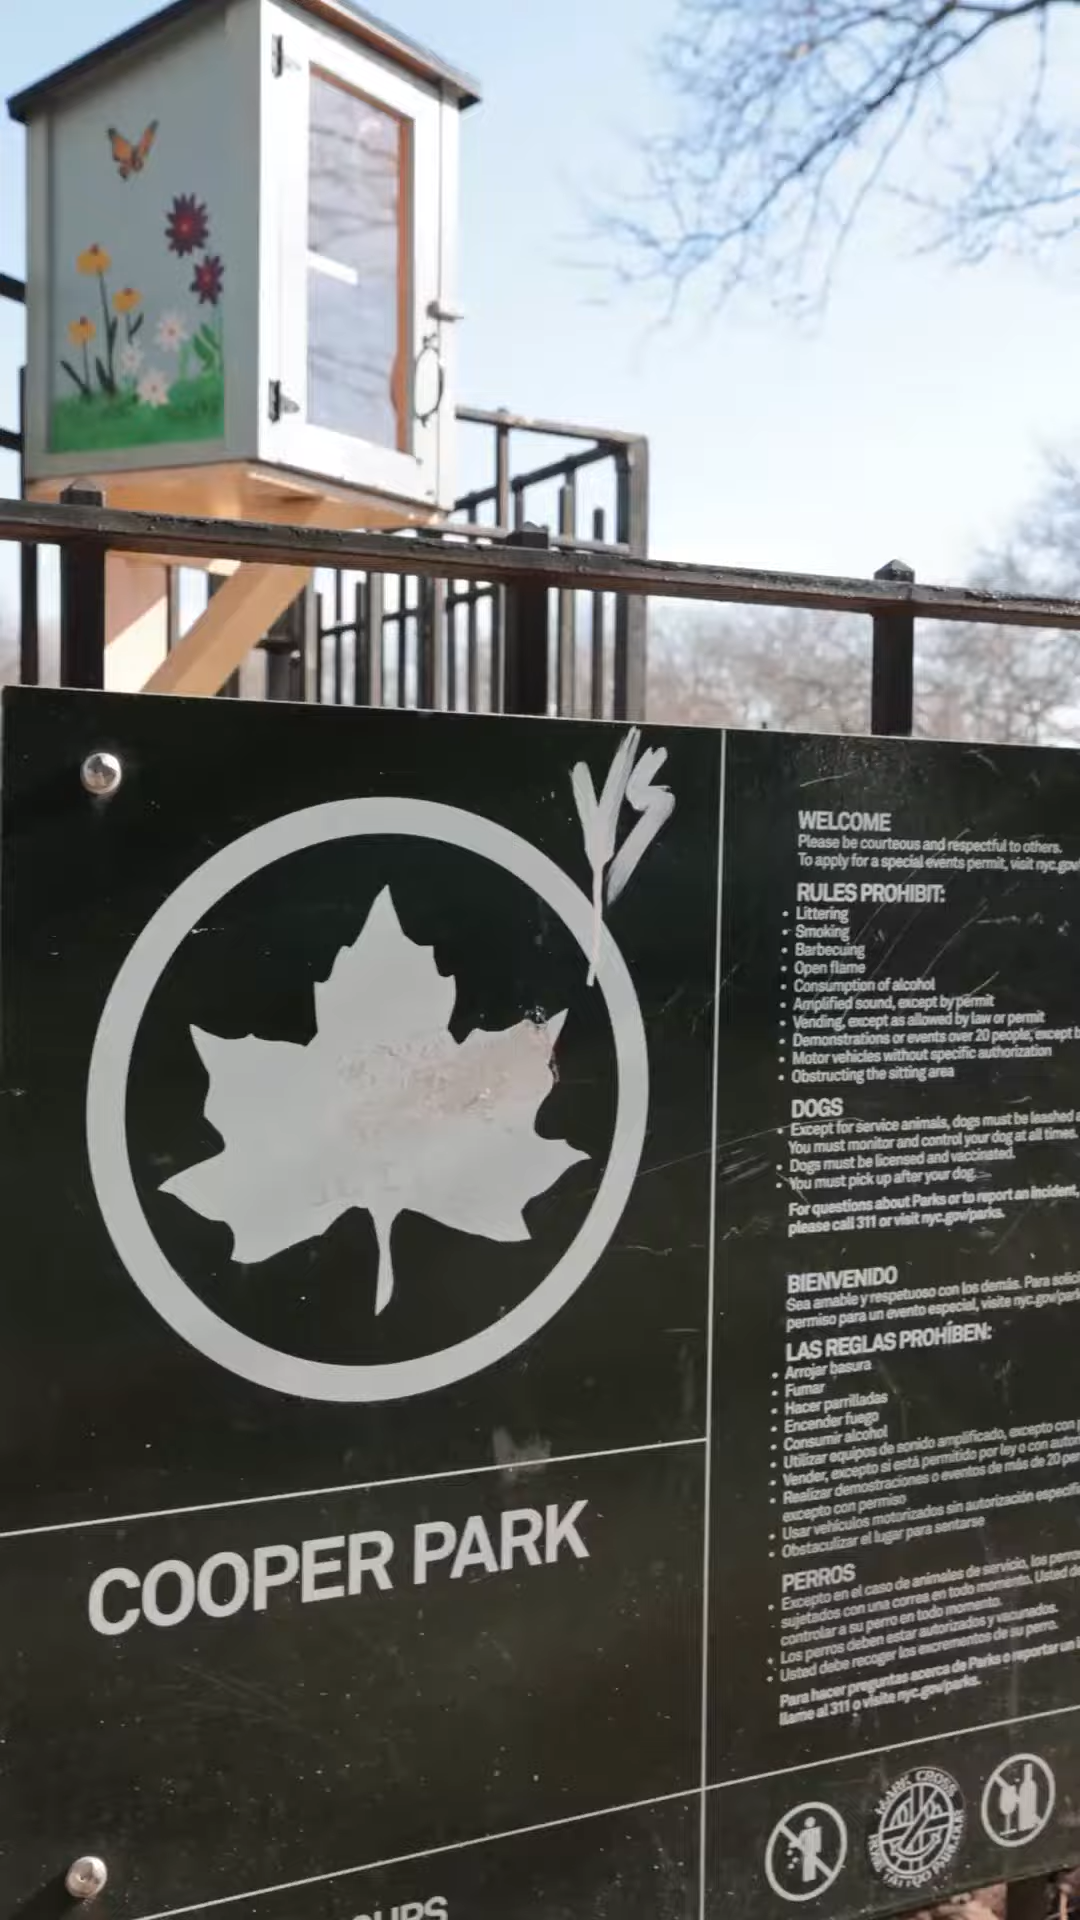 YS
WELCOME
Please be courteous and respectful to others.
To apply for a special events permit, visit nyc.gov/
RULES PROHIBIT:
• Littering
• Smoking
• Barbecuing
• Open flame
• Consumption of alcohol
• Amplified sound, except by permit
• Vending, except as allowed by law or permit
• Demonstrations or events over 20 people, except
• Motor vehicles without specific authorization
• Obstructing the sitting area
DOGS
• Except for service animals, dogs must be leashed
You must monitor and control your dog at all times.
• Dogs must be licensed and vaccinated.
• You must pick up after your dog.
For questions about Parks or to report an incident,
please call 311 or visit nyc.gov/parks.
BIENVENIDO
Sea amable y respetuoso con los demás. Para
permiso para un evento especial, visite
LAS REGLAS PROHÍBEN:
• Arrojar basura
• Fumar
• Hacer parrilladas
• Encender fuego
• Consumir alcohol
• Utilizar equipos de sonido amplificado, excepto con
• Vender, excepto si está permitido por ley o con
• Realizar demostraciones o eventos de más de 20
excepto con permiso
• Usar vehículos motorizados sin autorización
• Obstaculizar el lugar para sentarse
PERROS
• Excepto en el caso de animales de servicio, los
sujetados con una correa en todo momento. Usted
controlar a su perro en todo momento.
• Los perros deben estar autorizados y vacunados.
• Usted debe recoger los excrementos de su perro.
Para hacer preguntas acerca de Parks o reportar un
llame al 311 o visite nyc.gov/parks.
COOPER PARK
MARK CROSS
TATTOO PARLOUR